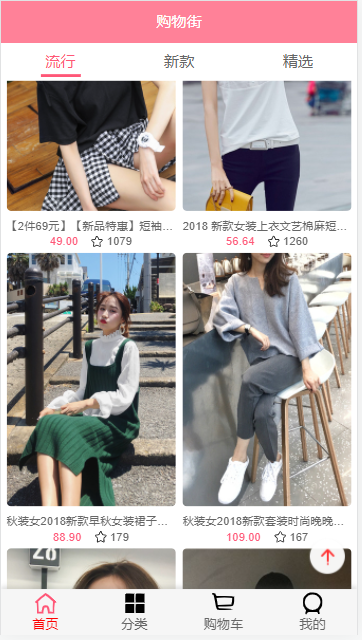 购物街
流行 新款 精选
【2件69元】【新品特惠】短袖... 2018 新款女装上衣文艺棉麻短...
49.00 1079 56.64 1260
秋装女2018新款早秋女装裙子... 秋装女2018新款套装时尚晚晚...
88.90 179 109.00 167
28
首页 分类 购物车 我的